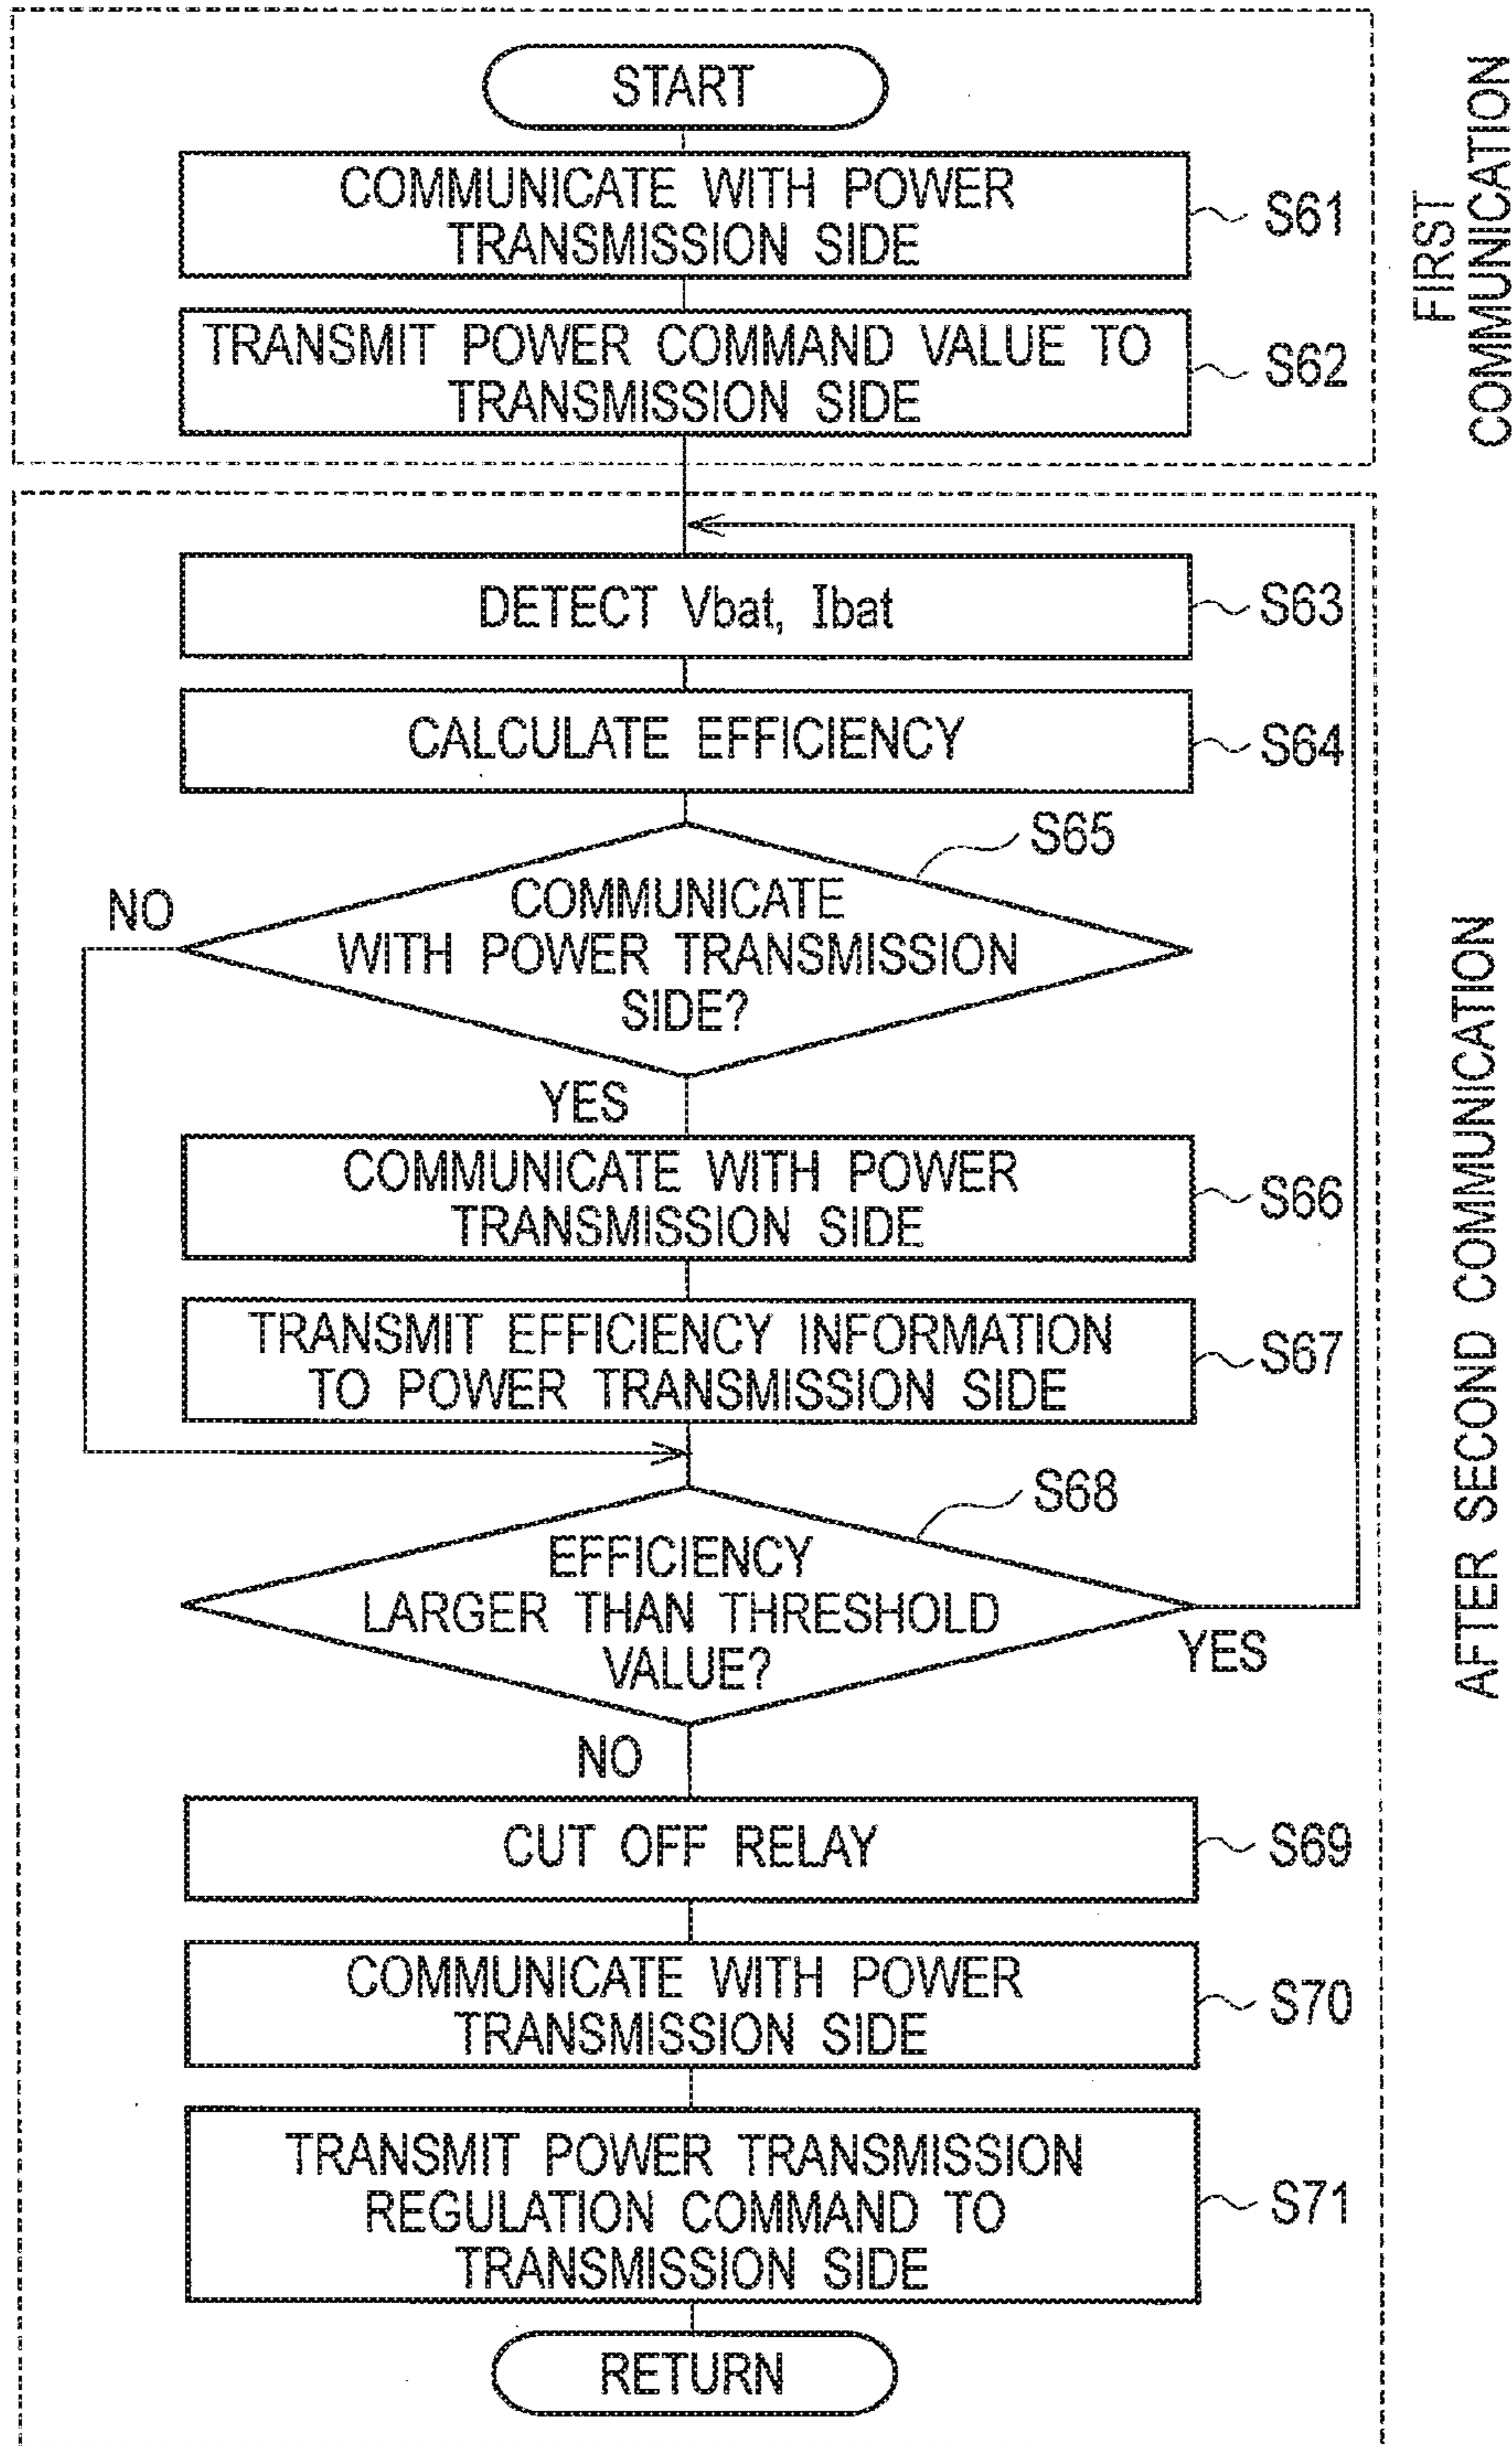 START
COMMUNICATE WITH POWER
TRANSMISSION SIDE
S61
TRANSMIT POWER COMMAND VALUE TO
TRANSMISSION SIDE
S62
FIRST
COMMUNICATION
DETECT Vbat, Ibat
S63
CALCULATE EFFICIENCY
S64
S65
COMMUNICATE
WITH POWER TRANSMISSION
SIDE?
NO
YES
COMMUNICATE WITH POWER
TRANSMISSION SIDE
S66
TRANSMIT EFFICIENCY INFORMATION
TO POWER TRANSMISSION SIDE
S67
S68
EFFICIENCY
LARGER THAN THRESHOLD
VALUE?
YES
NO
CUT OFF RELAY
S69
COMMUNICATE WITH POWER
TRANSMISSION SIDE
S70
TRANSMIT POWER TRANSMISSION
REGULATION COMMAND TO
TRANSMISSION SIDE
S71
RETURN
AFTER SECOND COMMUNICATION